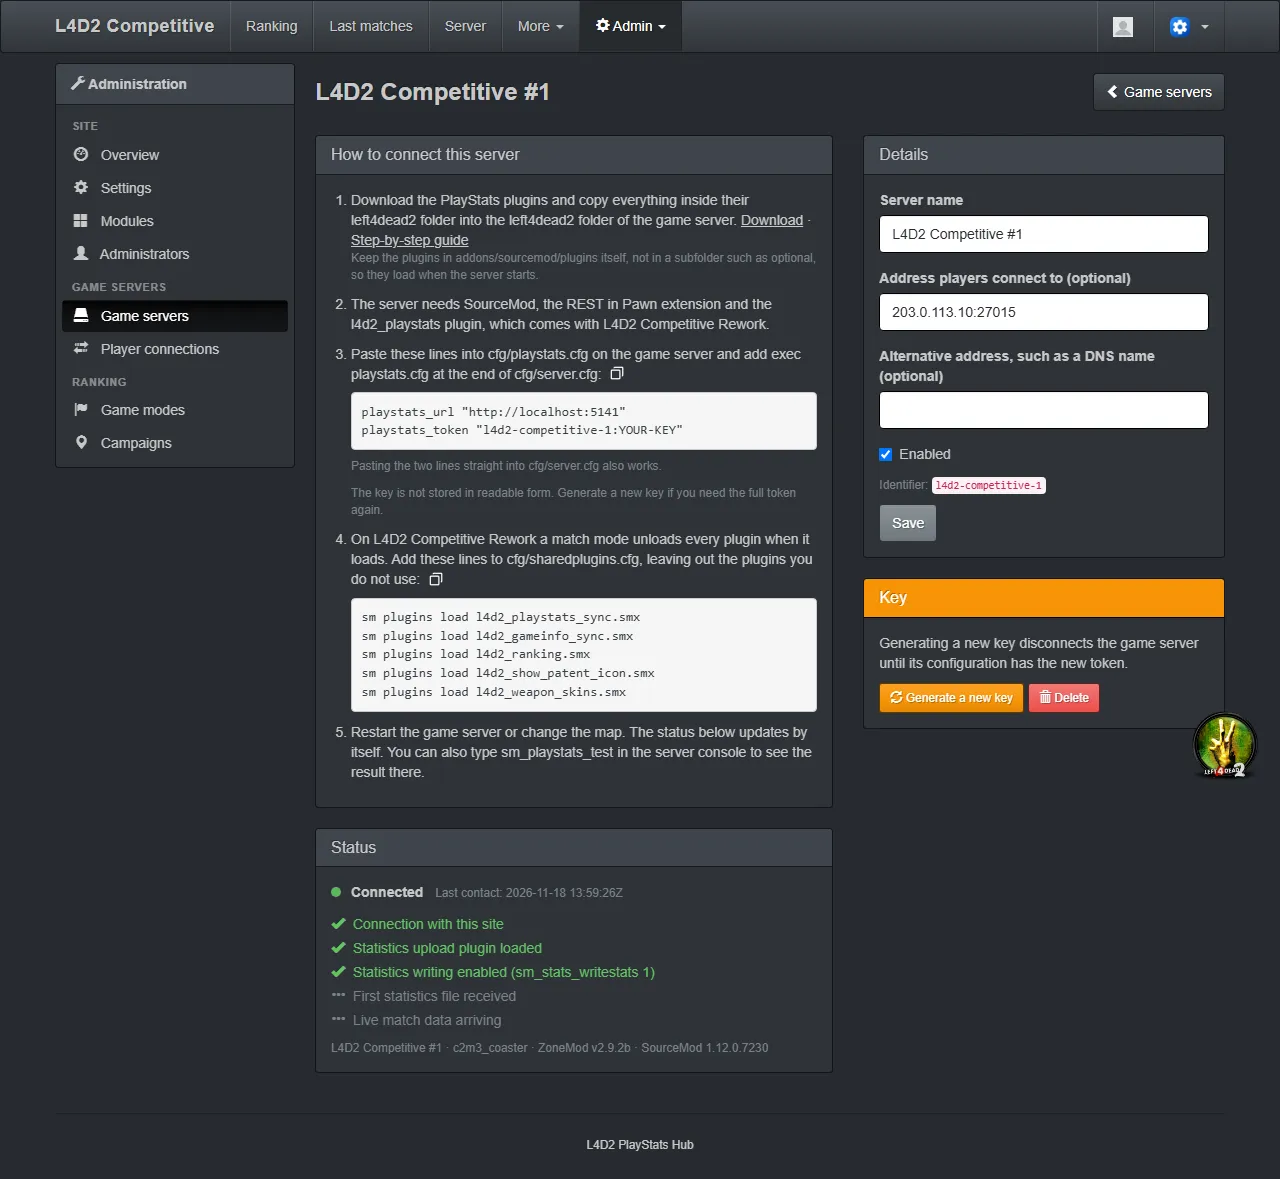 L4D2 Competitive
Ranking
Last matches
Server
More
Admin
Administration
SITE
Overview
Settings
Modules
Administrators
GAME SERVERS
Game servers
Player connections
RANKING
Game modes
Campaigns
L4D2 Competitive #1
Game servers
How to connect this server
1. Download the PlayStats plugins and copy everything inside their
left4dead2 folder into the left4dead2 folder of the game server. Download ·
Step-by-step guide
Keep the plugins in addons/sourcemod/plugins itself, not in a subfolder such as optional,
so they load when the server starts.
2. The server needs SourceMod, the REST in Pawn extension and the
l4d2_playstats plugin, which comes with L4D2 Competitive Rework.
3. Paste these lines into cfg/playstats.cfg on the game server and add exec
playstats.cfg at the end of cfg/server.cfg:
playstats_url "http://localhost:5141"
playstats_token "l4d2-competitive-1:YOUR-KEY"
Pasting the two lines straight into cfg/server.cfg also works.
The key is not stored in readable form. Generate a new key if you need the full token
again.
4. On L4D2 Competitive Rework a match mode unloads every plugin when it
loads. Add these lines to cfg/sharedplugins.cfg, leaving out the plugins you
do not use:
sm plugins load l4d2_playstats_sync.smx
sm plugins load l4d2_gameinfo_sync.smx
sm plugins load l4d2_ranking.smx
sm plugins load l4d2_show_patent_icon.smx
sm plugins load l4d2_weapon_skins.smx
5. Restart the game server or change the map. The status below updates by
itself. You can also type sm_playstats_test in the server console to see the
result there.
Status
Connected Last contact: 2026-11-18 13:59:26Z
Connection with this site
Statistics upload plugin loaded
Statistics writing enabled (sm_stats_writestats 1)
First statistics file received
Live match data arriving
L4D2 Competitive #1 · c2m3_coaster · ZoneMod v2.9.2b · SourceMod 1.12.0.7230
Details
Server name
L4D2 Competitive #1
Address players connect to (optional)
203.0.113.10:27015
Alternative address, such as a DNS name
(optional)
Enabled
Identifier: l4d2-competitive-1
Save
Key
Generating a new key disconnects the game server
until its configuration has the new token.
Generate a new key
Delete
LEFT 4 DEAD 2
L4D2 PlayStats Hub